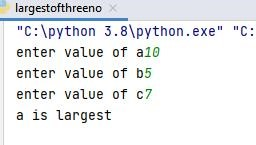 largestofthreeno ×
"C:\python 3.8\python.exe" "C:
enter value of a10
enter value of b5
enter value of c7
a is largest